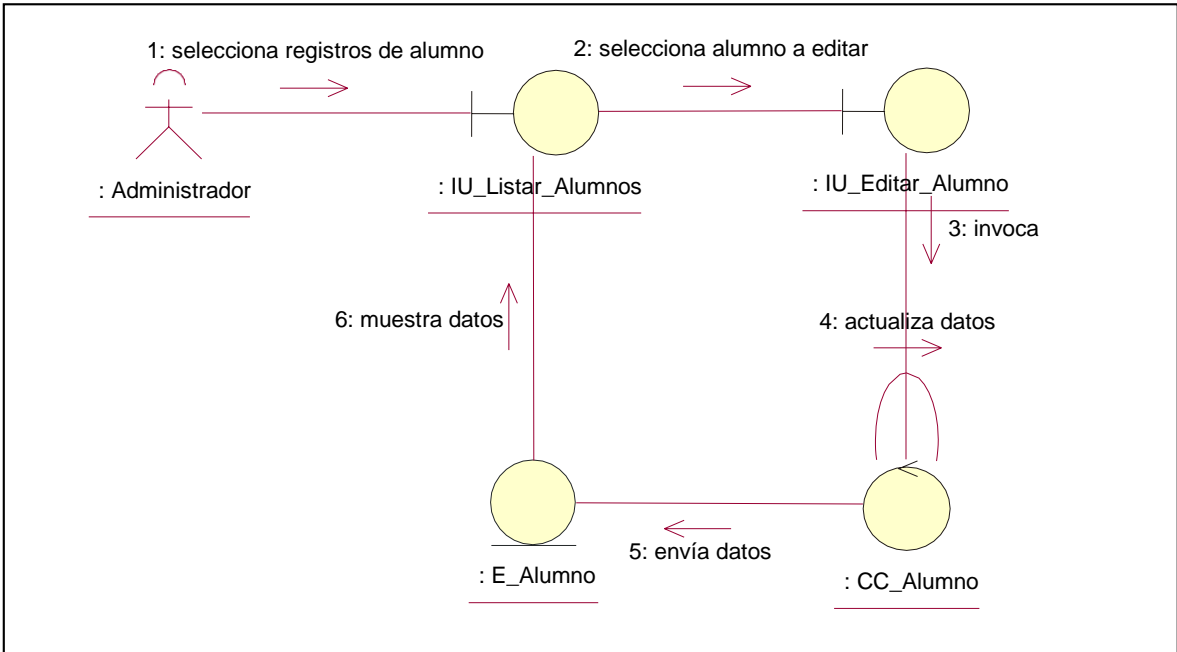 1: selecciona registros de alumno
2: selecciona alumno a editar
: Administrador
: IU_Listar_Alumnos
: IU_Editar_Alumno
3: invoca
6: muestra datos
4: actualiza datos
5: envía datos
: E_Alumno
: CC_Alumno